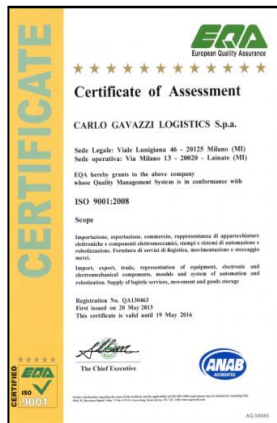 EQA
European Quality Assurance
CERTIFICATE
Certificate of Assessment
CARLO GAVAZZI LOGISTICS S.p.a.
Sede Legale: Viale Lunigiana 46 - 20125 Milano (MI)
Sede operativa: Via Milano 13 - 20020 - Lainate (MI)
EQA hereby grants to the above company
whose Quality Management System is in conformance with
ISO 9001:2008
Scope
Importazione, esportazione, commercio, rappresentanza di apparecchiature
elettroniche e componenti elettromeccanici, stampi e sistemi di automazione e
robotizzazione. Fornitura di servizi di logistica, movimentazione e stoccaggio
merci.
Import, export, trade, representation of equipment, electronic and
electromechanical components, moulds and system of automation and
robotization. Supply of logistic services, movement and goods storage
Registration No. QA130463
First issued on 20 May 2013
This certificate is valid until 19 May 2016
The Chief Executive
ANAB
ACCREDITED
CERTIFIED
EQA
ISO
9001